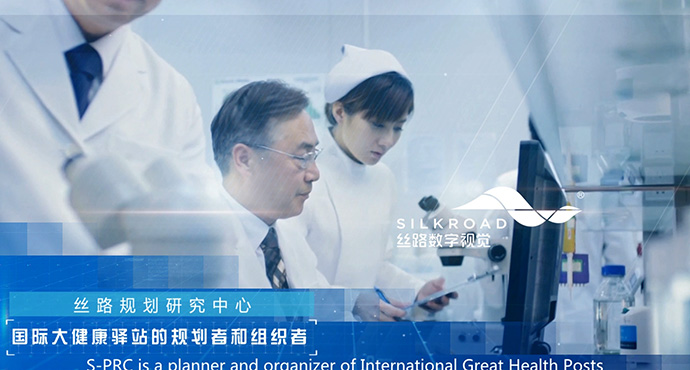 SILKROAD ®
丝路数字视觉
丝路规划研究中心
国际大健康驿站的规划者和组织者
S-PRC is a planner and organizer of International Great Health Posts